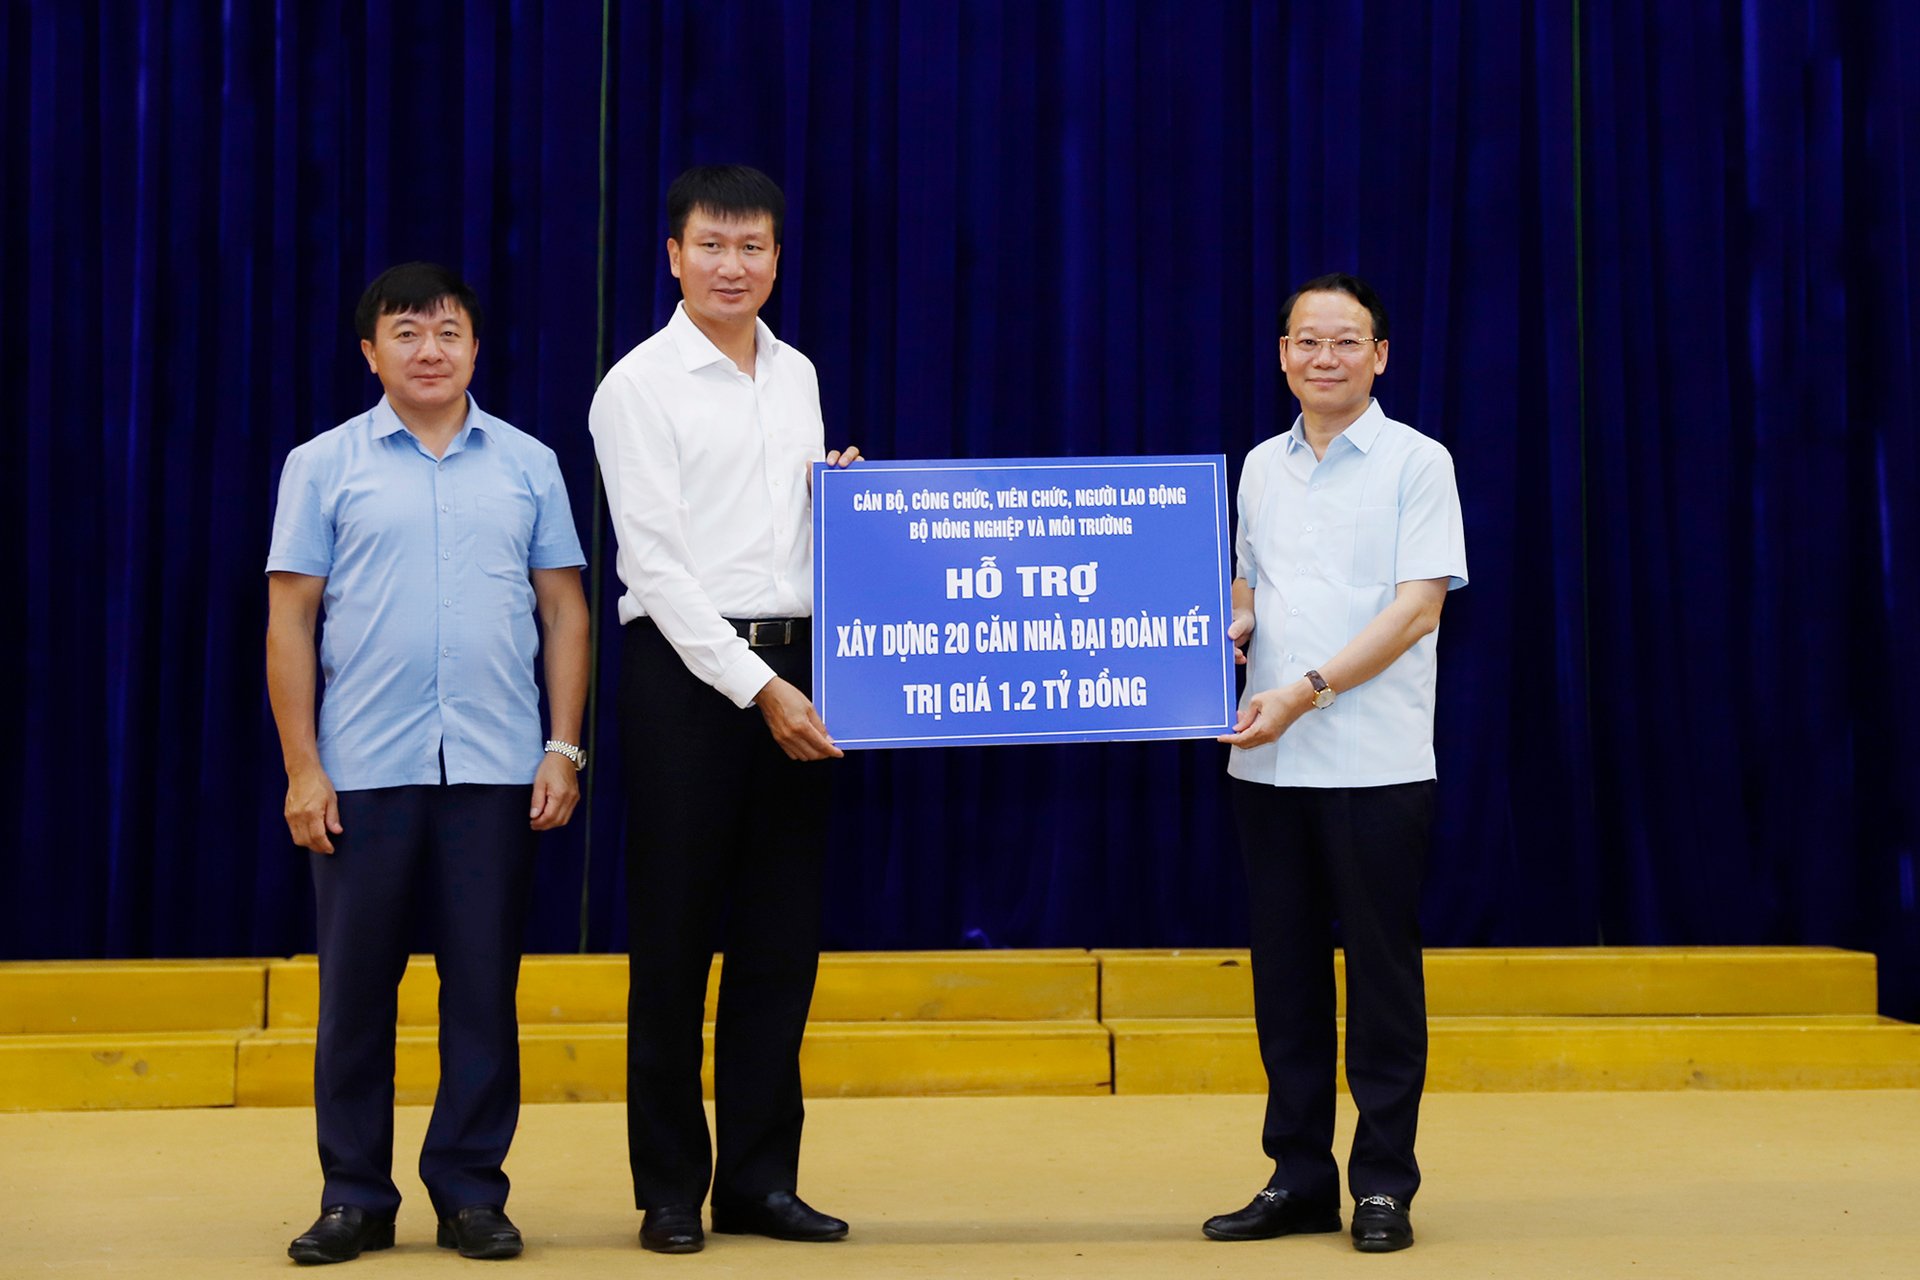 CÁN BỘ, CÔNG CHỨC, VIÊN CHỨC, NGƯỜI LAO ĐỘNG
BỘ NÔNG NGHIỆP VÀ MÔI TRƯỜNG
HỖ TRỢ
XÂY DỰNG 20 CĂN NHÀ ĐẠI ĐOÀN KẾT
TRỊ GIÁ 1.2 TỶ ĐỒNG